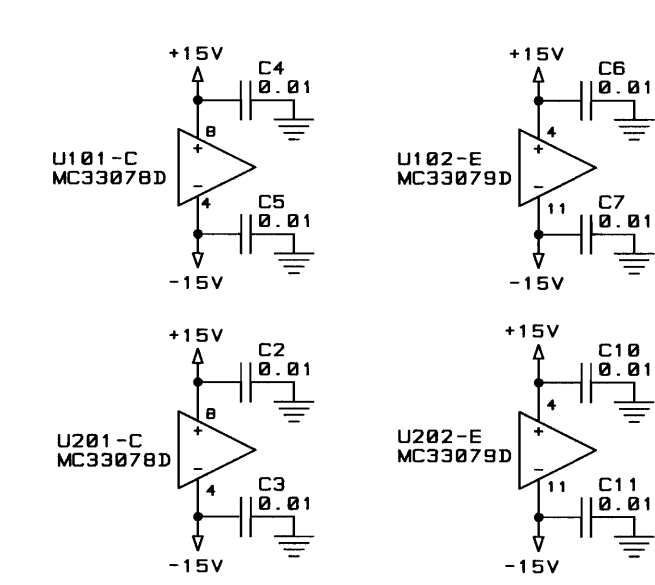 +15V
C4
0.01
8
U101-C
MC33078D
+
-
4
C5
0.01
-15V
+15V
C6
0.01
4
U102-E
MC33079D
+
-
11
C7
0.01
-15V
+15V
C2
0.01
8
U201-C
MC33078D
+
-
4
C3
0.01
-15V
+15V
C10
0.01
4
U202-E
MC33079D
+
-
11
C11
0.01
-15V